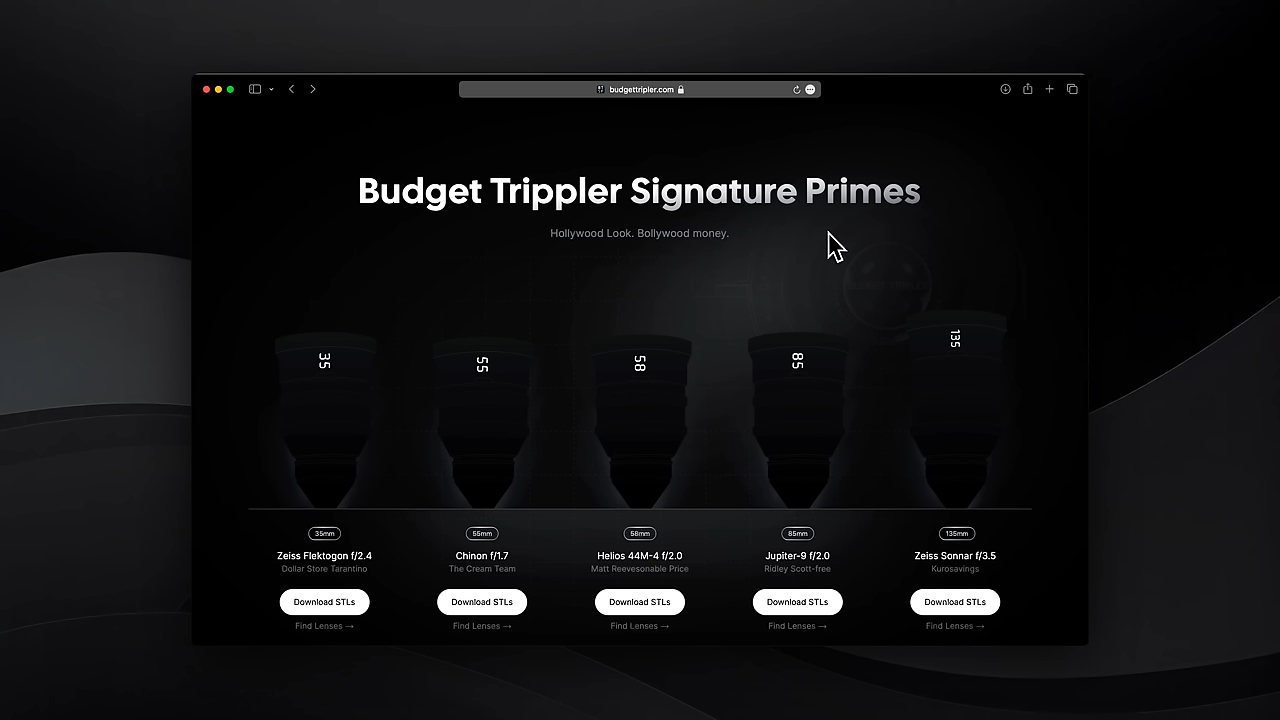 budgettripler.com
Budget Trippler Signature Primes
Hollywood Look. Bollywood money.
35
55
58
85
135
35mm
55mm
58mm
85mm
135mm
Zeiss Flektogon f/2.4
Chinon f/1.7
Helios 44M-4 f/2.0
Jupiter-9 f/2.0
Zeiss Sonnar f/3.5
Dollar Store Tarantino
The Cream Team
Matt Reevesonable Price
Ridley Scott-free
Kurosavings
Download STLs
Download STLs
Download STLs
Download STLs
Download STLs
Find Lenses →
Find Lenses →
Find Lenses →
Find Lenses →
Find Lenses →